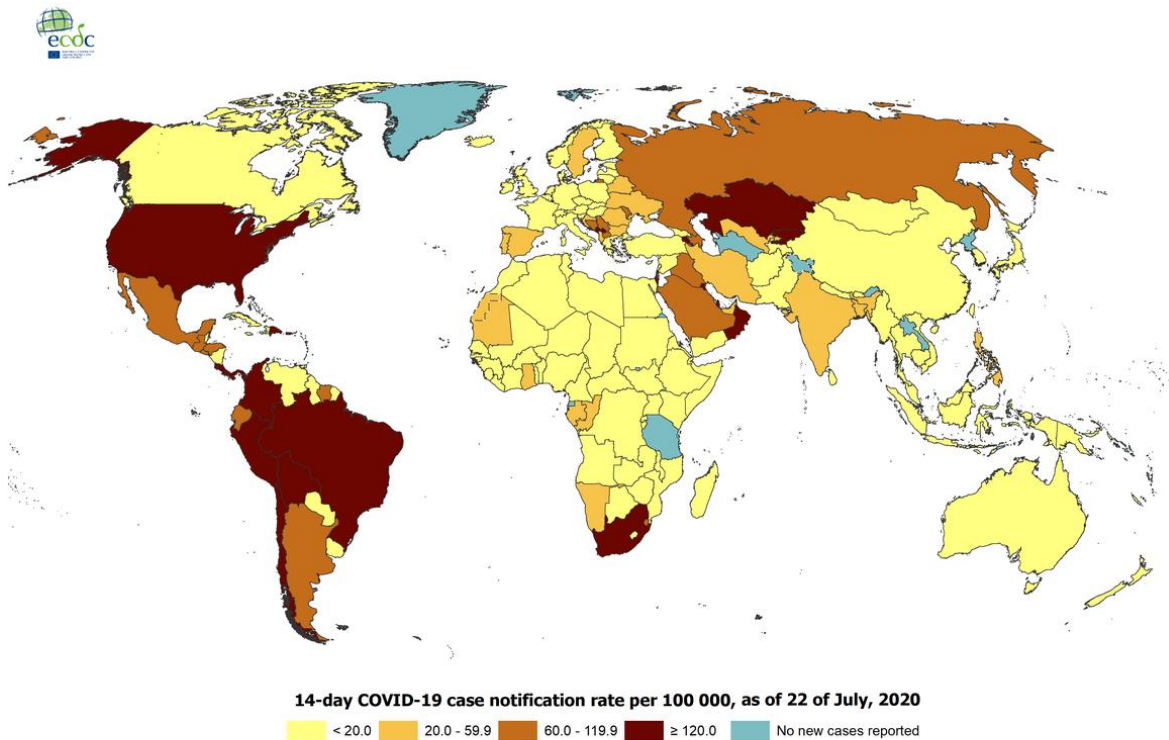 ecdc
14-day COVID-19 case notification rate per 100 000, as of 22 of July, 2020
< 20.0
20.0 - 59.9
60.0 - 119.9
≥ 120.0
No new cases reported